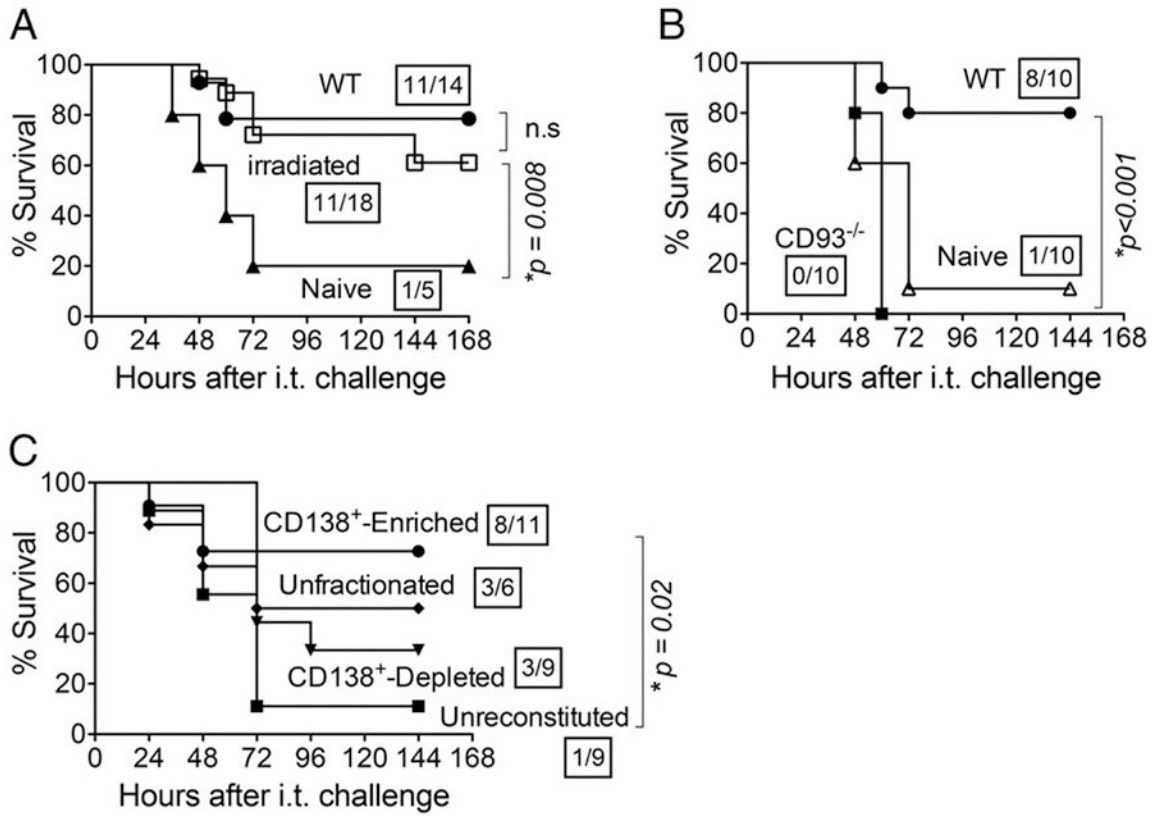 A
% Survival
100
80
60
40
20
0
WT 11/14
n.s
irradiated
11/18
*p = 0.008
Naive 1/5
0 24 48 72 96 120 144 168
Hours after i.t. challenge
B
% Survival
100
80
60
40
20
0
WT 8/10
*p<0.001
CD93-/-
0/10
Naive 1/10
0 24 48 72 96 120 144 168
Hours after i.t. challenge
C
% Survival
100
80
60
40
20
0
CD138+-Enriched 8/11
Unfractionated 3/6
* p = 0.02
CD138+-Depleted 3/9
Unreconstituted
1/9
0 24 48 72 96 120 144 168
Hours after i.t. challenge